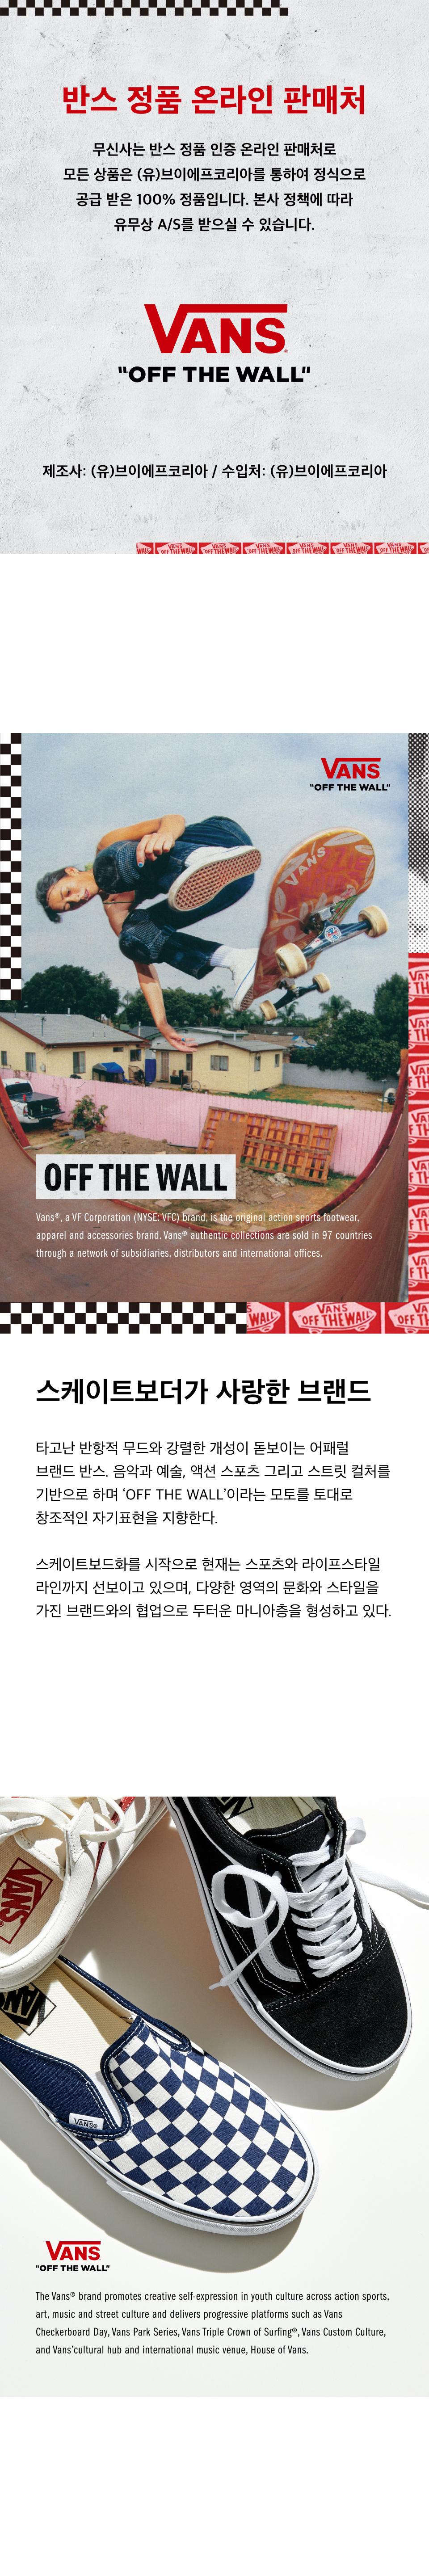 반스 정품 온라인 판매처
무신사는 반스 정품 인증 온라인 판매처로
모든 상품은 (유)브이에프코리아를 통하여 정식으로
공급 받은 100% 정품입니다. 본사 정책에 따라
유무상 A/S를 받으실 수 있습니다.
VANS
"OFF THE WALL"
제조사: (유)브이에프코리아 / 수입처: (유)브이에프코리아
VANS OFF THE WALL
VANS
"OFF THE WALL"
VANS
OFF THE WALL
Vans®, a VF Corporation (NYSE: VFC) brand, is the original action sports footwear,
apparel and accessories brand. Vans® authentic collections are sold in 97 countries
through a network of subsidiaries, distributors and international offices.
VANS
OFF THE WALL
스케이트보더가 사랑한 브랜드
타고난 반항적 무드와 강렬한 개성이 돋보이는 어패럴
브랜드 반스. 음악과 예술, 액션 스포츠 그리고 스트릿 컬처를
기반으로 하며 ‘OFF THE WALL’이라는 모토를 토대로
창조적인 자기표현을 지향한다.
스케이트보드화를 시작으로 현재는 스포츠와 라이프스타일
라인까지 선보이고 있으며, 다양한 영역의 문화와 스타일을
가진 브랜드와의 협업으로 두터운 마니아층을 형성하고 있다.
VANS
VANS
VANS
"OFF THE WALL"
The Vans® brand promotes creative self-expression in youth culture across action sports,
art, music and street culture and delivers progressive platforms such as Vans
Checkerboard Day, Vans Park Series, Vans Triple Crown of Surfing®, Vans Custom Culture,
and Vans’cultural hub and international music venue, House of Vans.